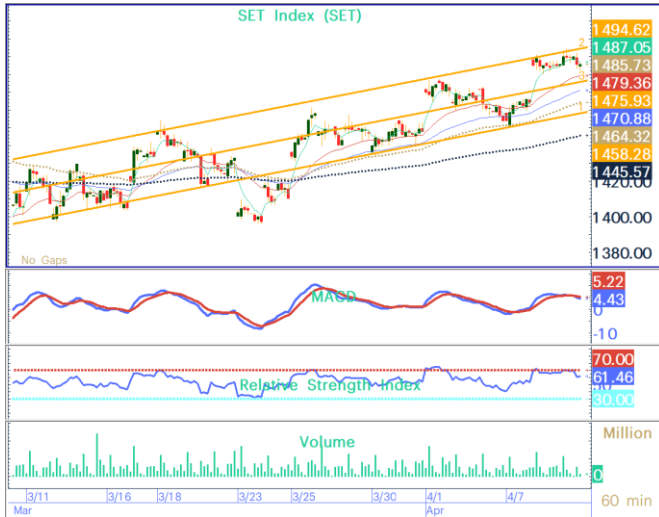 SET Index (SET)
1494.62
1487.05
1485.73
1479.36
1475.93
1470.88
1464.32
1458.28
1445.57
1420.00
1400.00
1380.00
2
3
1
No Gaps
MACD
5.22
4.43
0
-10
Relative Strength Index
70.00
61.46
30.00
Volume
Million
0
3/11 3/16 3/18 3/23 3/25 3/30 4/1 4/7
Mar Apr
60 min